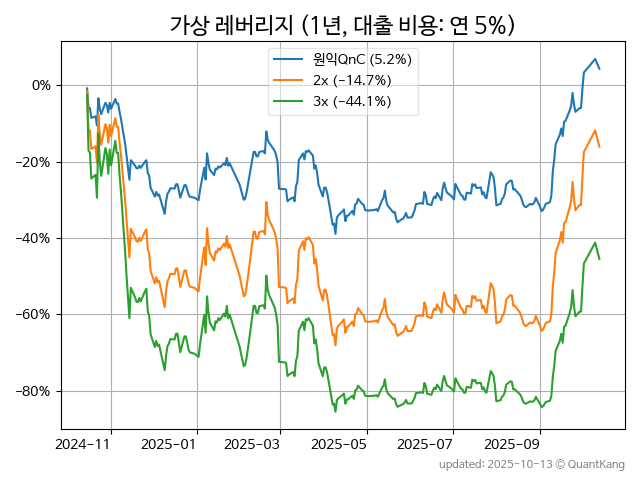 가상 레버리지 (1년, 대출 비용: 연 5%)
원익QnC (5.2%)
2x (−14.7%)
3x (−44.1%)
0%
−20%
−40%
−60%
−80%
2024-11 2025-01 2025-03 2025-05 2025-07 2025-09
updated: 2025-10-13 © QuantKang